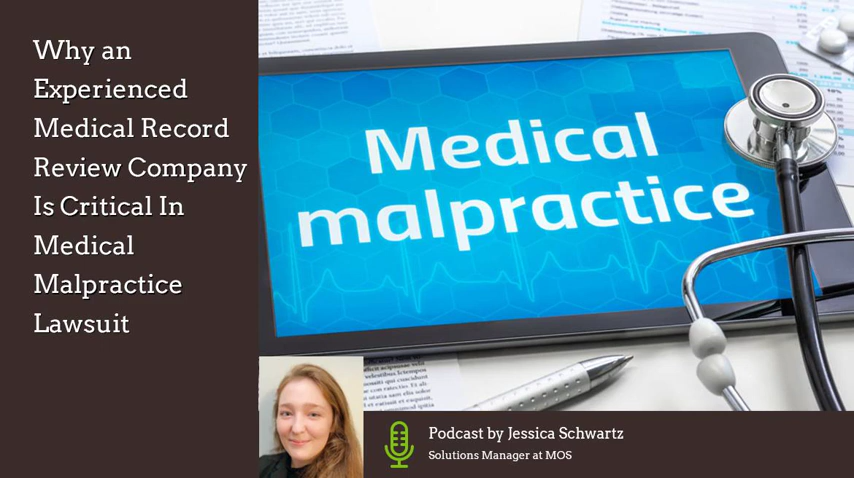 Why an
Experienced
Medical Record
Review Company
Is Critical In
Medical
Malpractice
Lawsuit
Medical
malpractice
Podcast by Jessica Schwartz
Solutions Manager at MOS